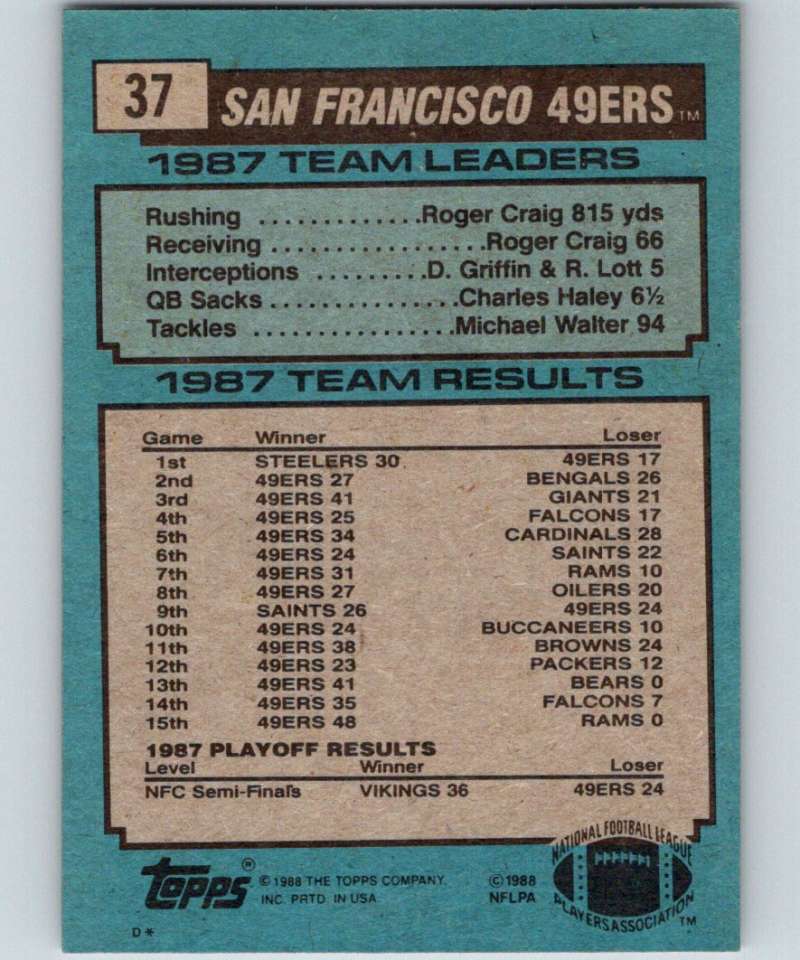 37 SAN FRANCISCO 49ERS TM
1987 TEAM LEADERS
Rushing .............Roger Craig 815 yds
Receiving .................Roger Craig 66
Interceptions .........D. Griffin & R. Lott 5
QB Sacks ...............Charles Haley 6½
Tackles ................Michael Walter 94
1987 TEAM RESULTS
Game Winner Loser
1st STEELERS 30 49ERS 17
2nd 49ERS 27 BENGALS 26
3rd 49ERS 41 GIANTS 21
4th 49ERS 25 FALCONS 17
5th 49ERS 34 CARDINALS 28
6th 49ERS 24 SAINTS 22
7th 49ERS 31 RAMS 10
8th 49ERS 27 OILERS 20
9th SAINTS 26 49ERS 24
10th 49ERS 24 BUCCANEERS 10
11th 49ERS 38 BROWNS 24
12th 49ERS 23 PACKERS 12
13th 49ERS 41 BEARS 0
14th 49ERS 35 FALCONS 7
15th 49ERS 48 RAMS 0
1987 PLAYOFF RESULTS
Level Winner Loser
NFC Semi-Finals VIKINGS 36 49ERS 24
topps ®
© 1988 THE TOPPS COMPANY,
INC. PRTD. IN USA.
© 1988
NFLPA
NATIONAL FOOTBALL LEAGUE
PLAYERS ASSOCIATION TM
D*